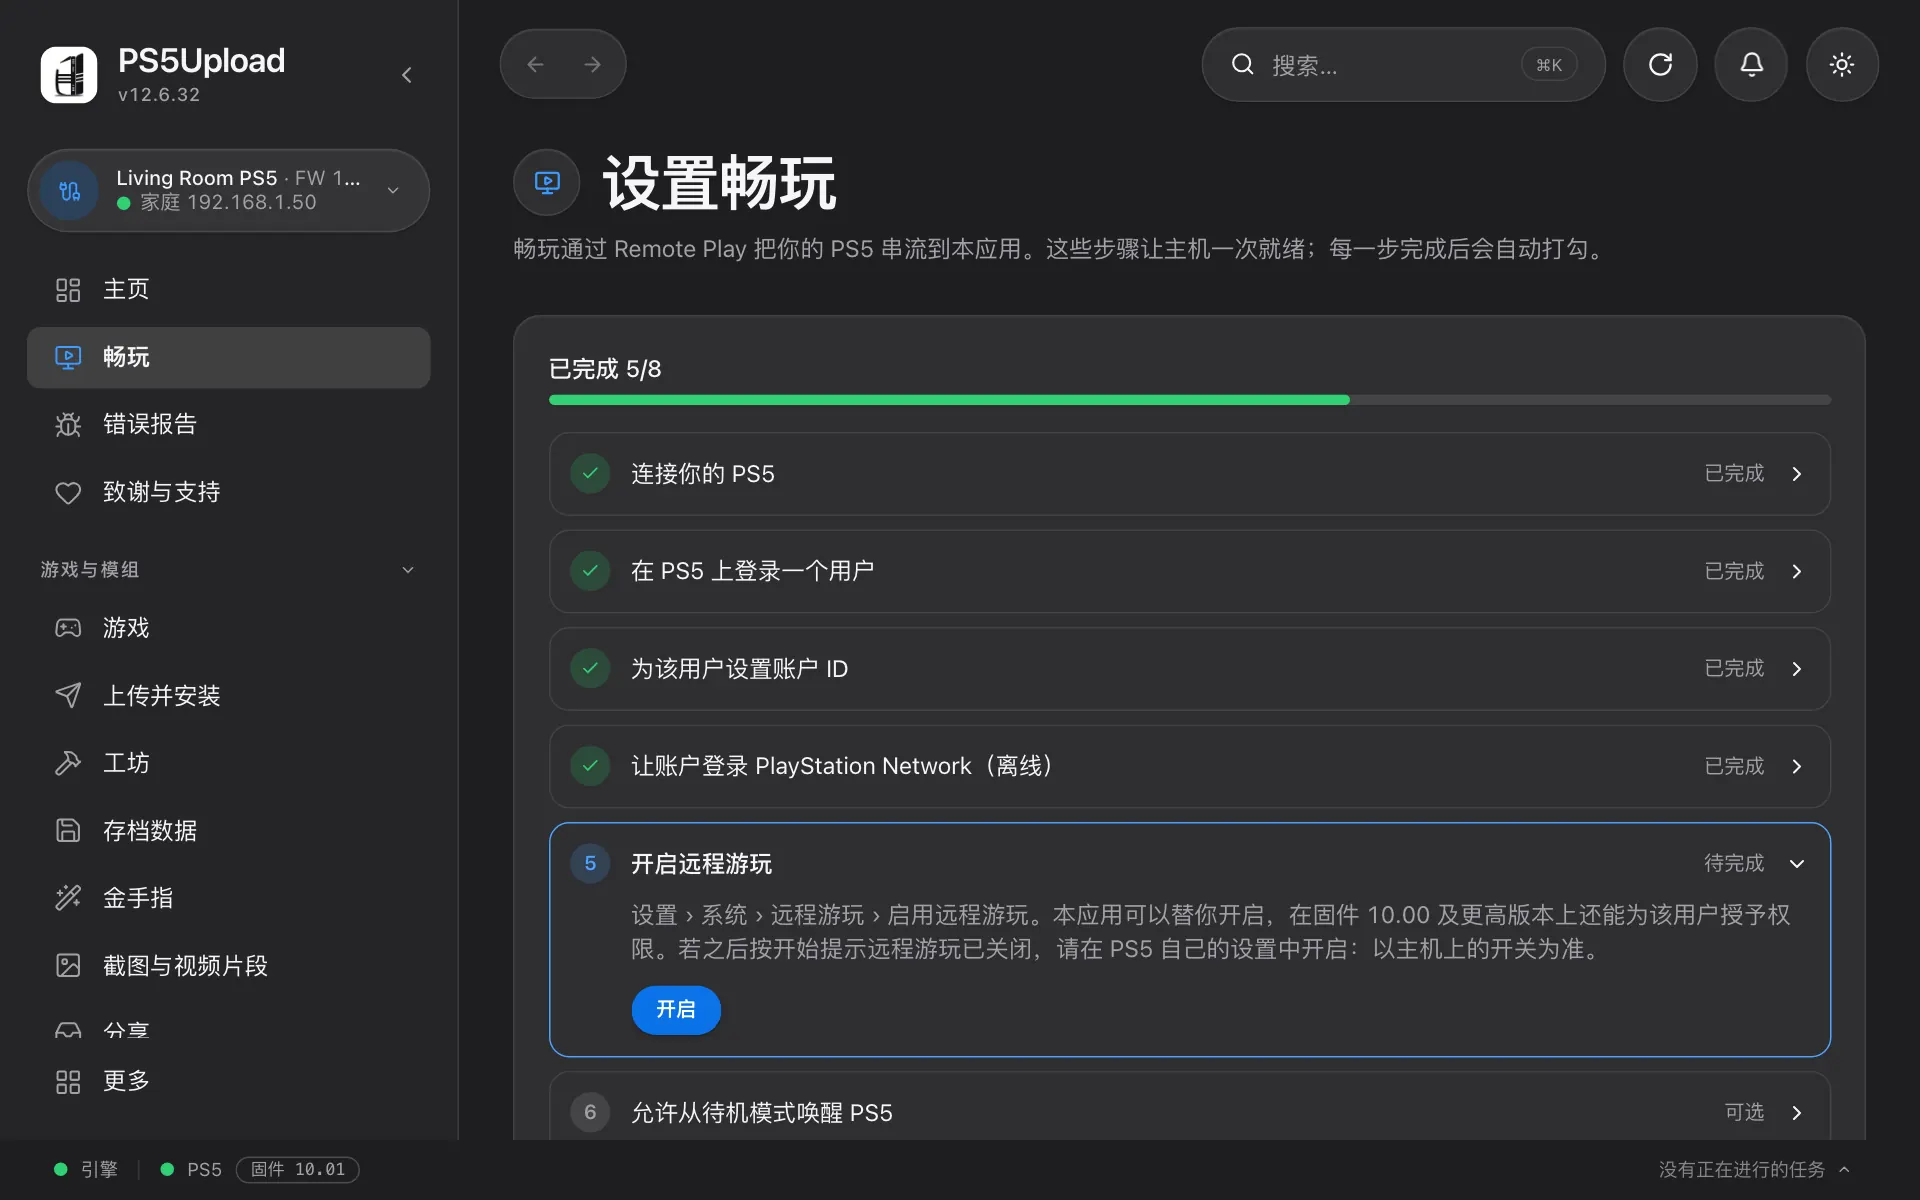 PS5Upload
v12.6.32
Living Room PS5 · FW 1...
家庭 192.168.1.50
主页
畅玩
错误报告
致谢与支持
游戏与模组
游戏
上传并安装
工坊
存档数据
金手指
截图与视频片段
分享
更多
搜索...
⌘K
设置畅玩
畅玩通过 Remote Play 把你的 PS5 串流到本应用。这些步骤让主机一次就绪；每一步完成后会自动打勾。
已完成 5/8
连接你的 PS5
已完成
在 PS5 上登录一个用户
已完成
为该用户设置账户 ID
已完成
让账户登录 PlayStation Network（离线）
已完成
5
开启远程游玩
待完成
设置 › 系统 › 远程游玩 › 启用远程游玩。本应用可以替你开启，在固件 10.00 及更高版本上还能为该用户授予权
限。若之后按开始提示远程游玩已关闭，请在 PS5 自己的设置中开启：以主机上的开关为准。
开启
6
允许从待机模式唤醒 PS5
可选
引擎
PS5
固件 10.01
没有正在进行的任务